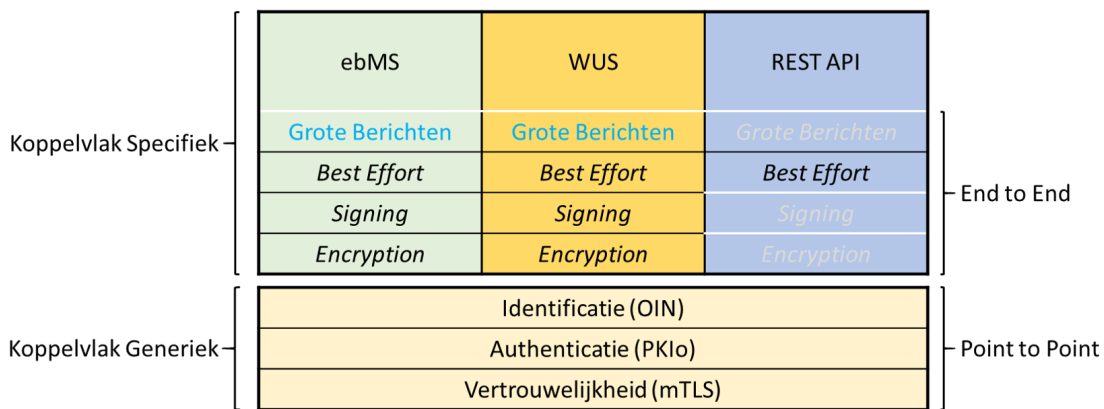 ebMS WUS REST API
Koppelvlak Specifiek
Grote Berichten Grote Berichten Grote Berichten
Best Effort Best Effort Best Effort
Signing Signing Signing
Encryption Encryption Encryption
End to End
Koppelvlak Generiek
Identificatie (OIN)
Authenticatie (PKIo)
Vertrouwelijkheid (mTLS)
Point to Point